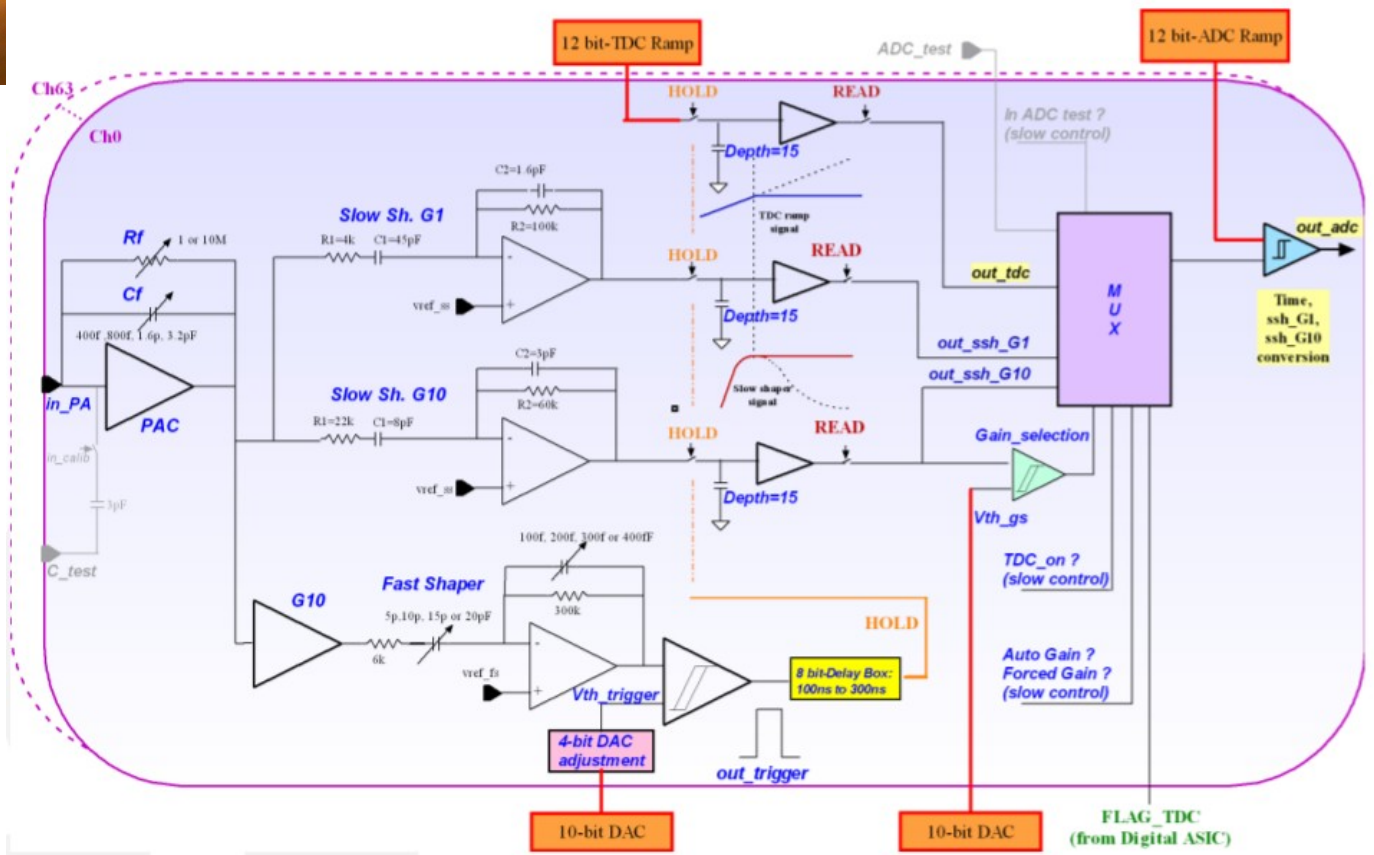 12 bit-TDC Ramp
12 bit-ADC Ramp
ADC_test
Ch63
Ch0
HOLD
READ
In ADC test ?
(slow control)
Depth=15
C2=1.6pF
R2=100k
Slow Sh. G1
R1=4k
C1=45pF
TDC ramp
signal
Rf
1 or 10M
Cf
400f ,800f, 1.6p, 3.2pF
HOLD
READ
out_adc
out_tdc
M
U
X
vref_ss
Depth=15
Time,
ssh_G1,
ssh_G10
conversion
out_ssh_G1
out_ssh_G10
C2=3pF
R2=60k
Slow Sh. G10
R1=22k
C1=8pF
Slow shaper
signal
in_PA
PAC
HOLD
READ
Gain_selection
in_calib
3pF
vref_ss
Depth=15
Vth_gs
C_test
100f, 200f, 300f or 400fF
300k
TDC_on ?
(slow control)
Fast Shaper
G10
5p,10p, 15p or 20pF
6k
HOLD
vref_fs
Vth_trigger
8 bit-Delay Box:
100ns to 300ns
Auto Gain ?
Forced Gain ?
(slow control)
4-bit DAC
adjustment
out_trigger
10-bit DAC
10-bit DAC
FLAG_TDC
(from Digital ASIC)